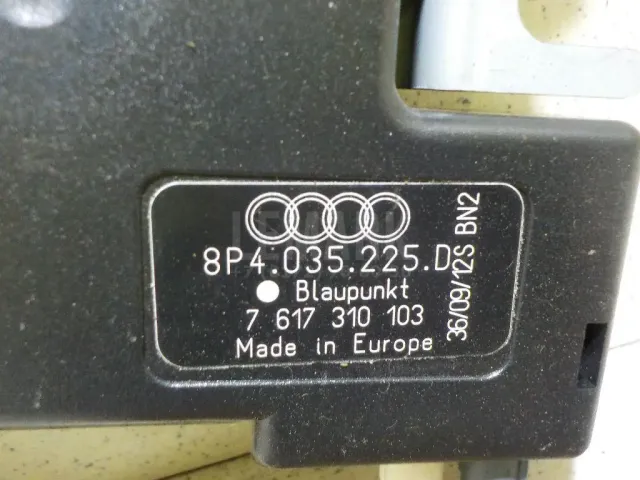 8P4.035.225.D
Blaupunkt
7 617 310 103
Made in Europe
36/09/12S BN2